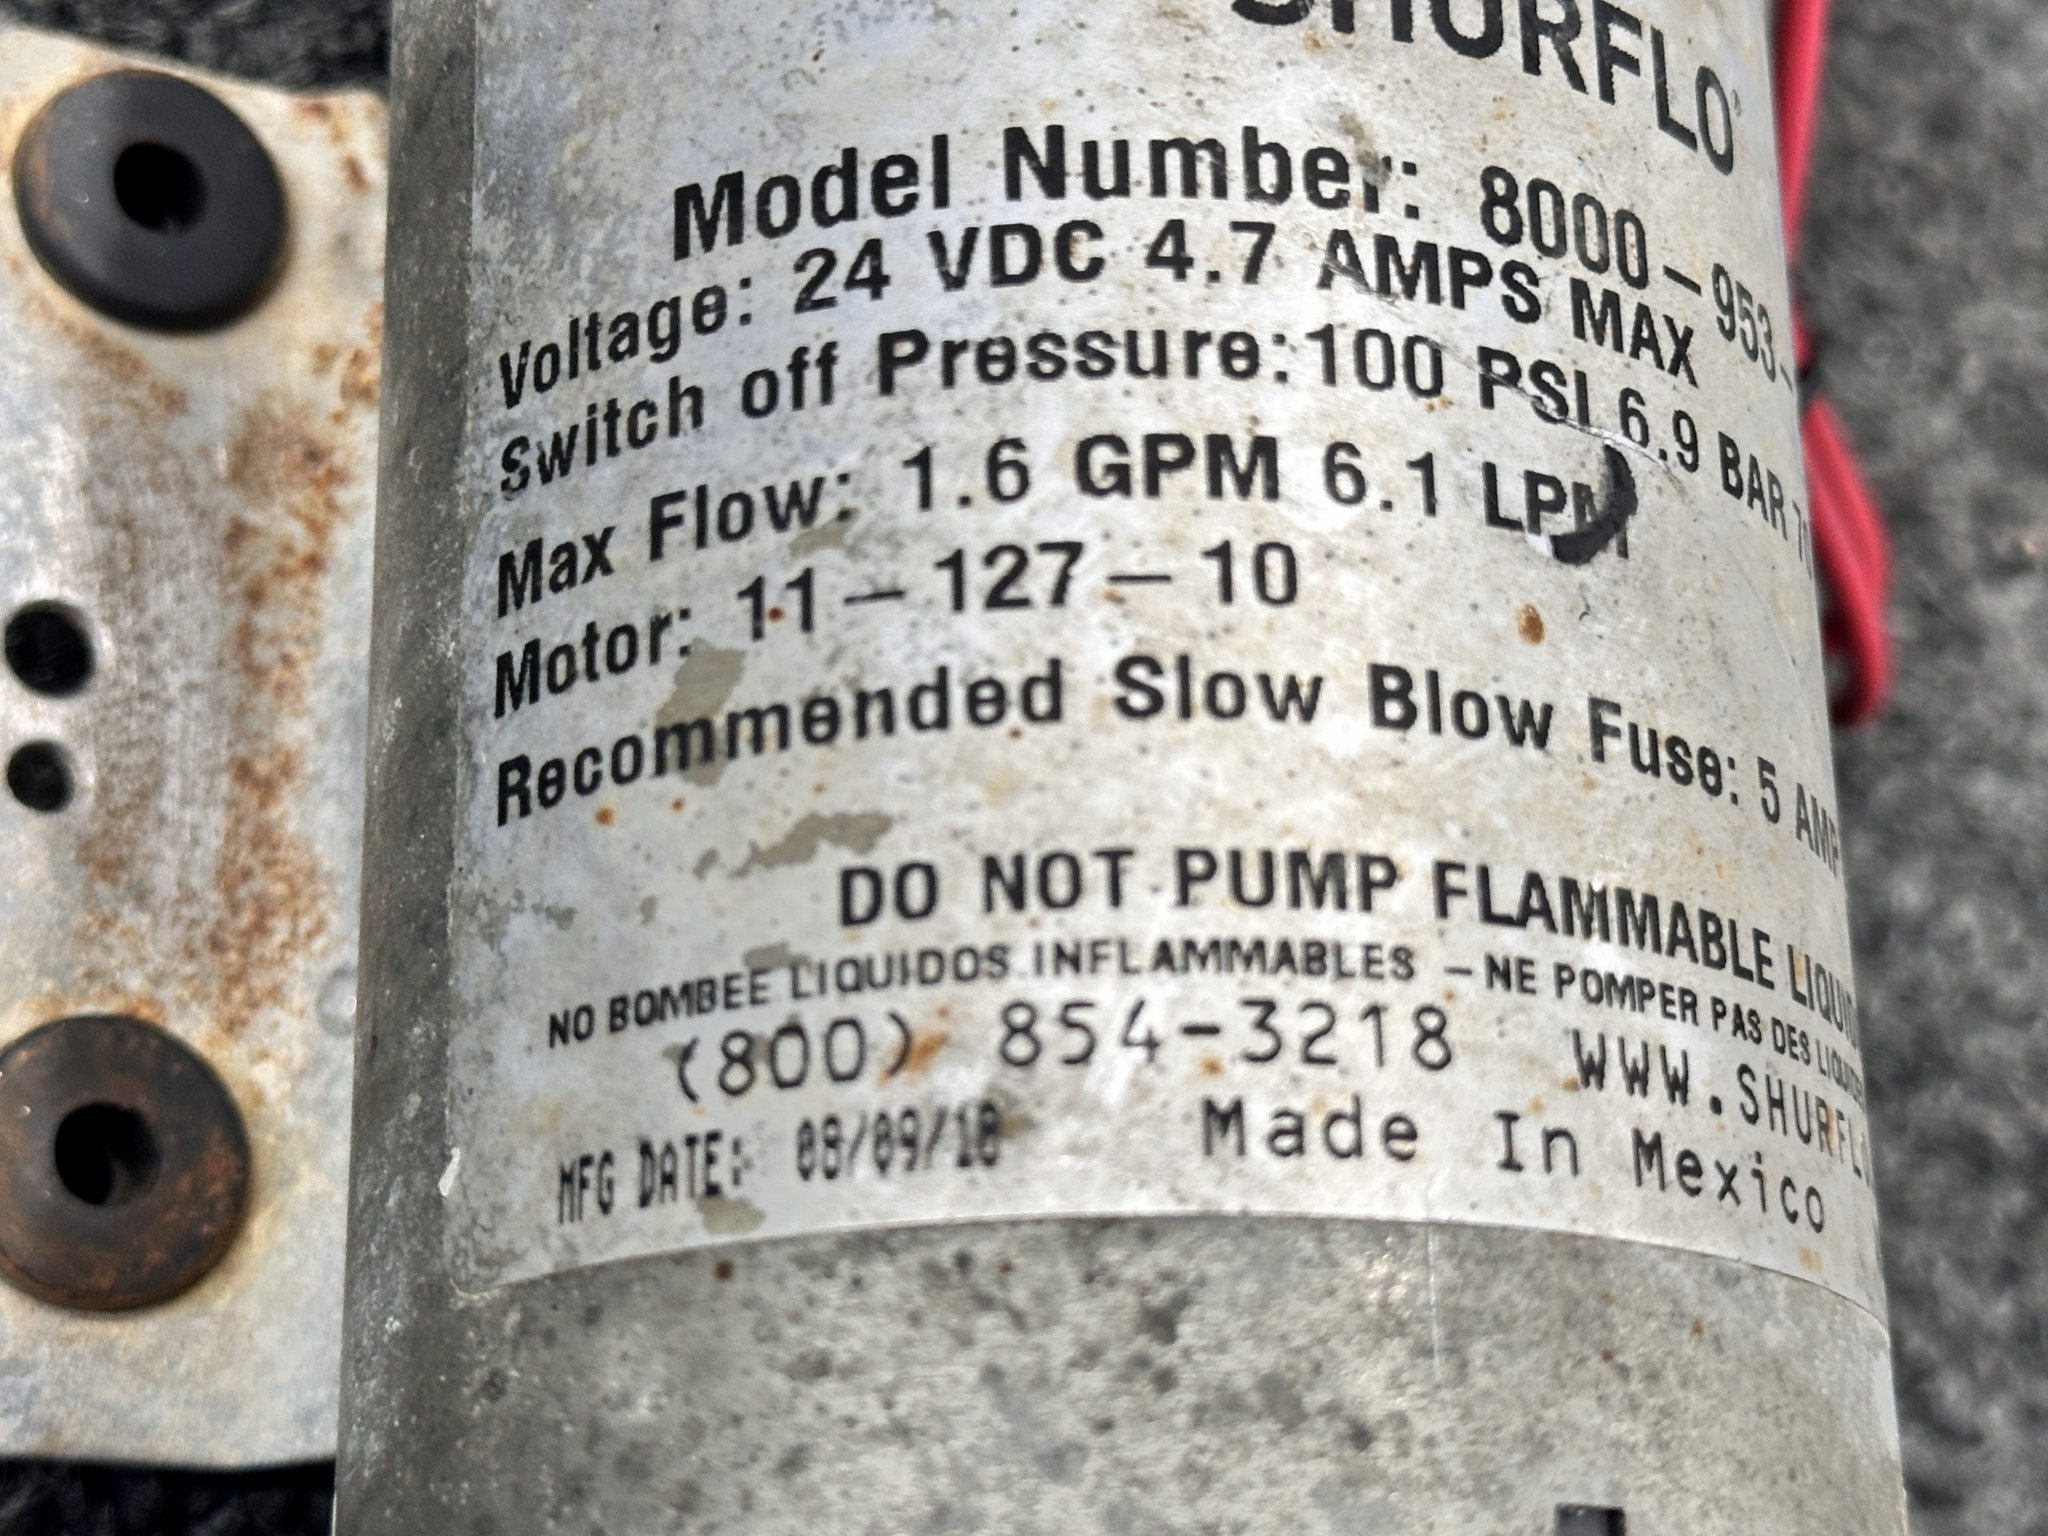 SHURFLO®
Model Number: 8000-953-
Voltage: 24 VDC 4.7 AMPS MAX
Switch off Pressure: 100 PSI 6.9 BAR
Max Flow: 1.6 GPM 6.1 LPM
Motor: 11-127-10
Recommended Slow Blow Fuse: 5 AMP
DO NOT PUMP FLAMMABLE
NO BOMBEE LIQUIDOS INFLAMMABLES - NE POMPER PAS DES
(800) 854-3218 WWW.SHURFL
MFG DATE: 08/09/18 Made In Mexico